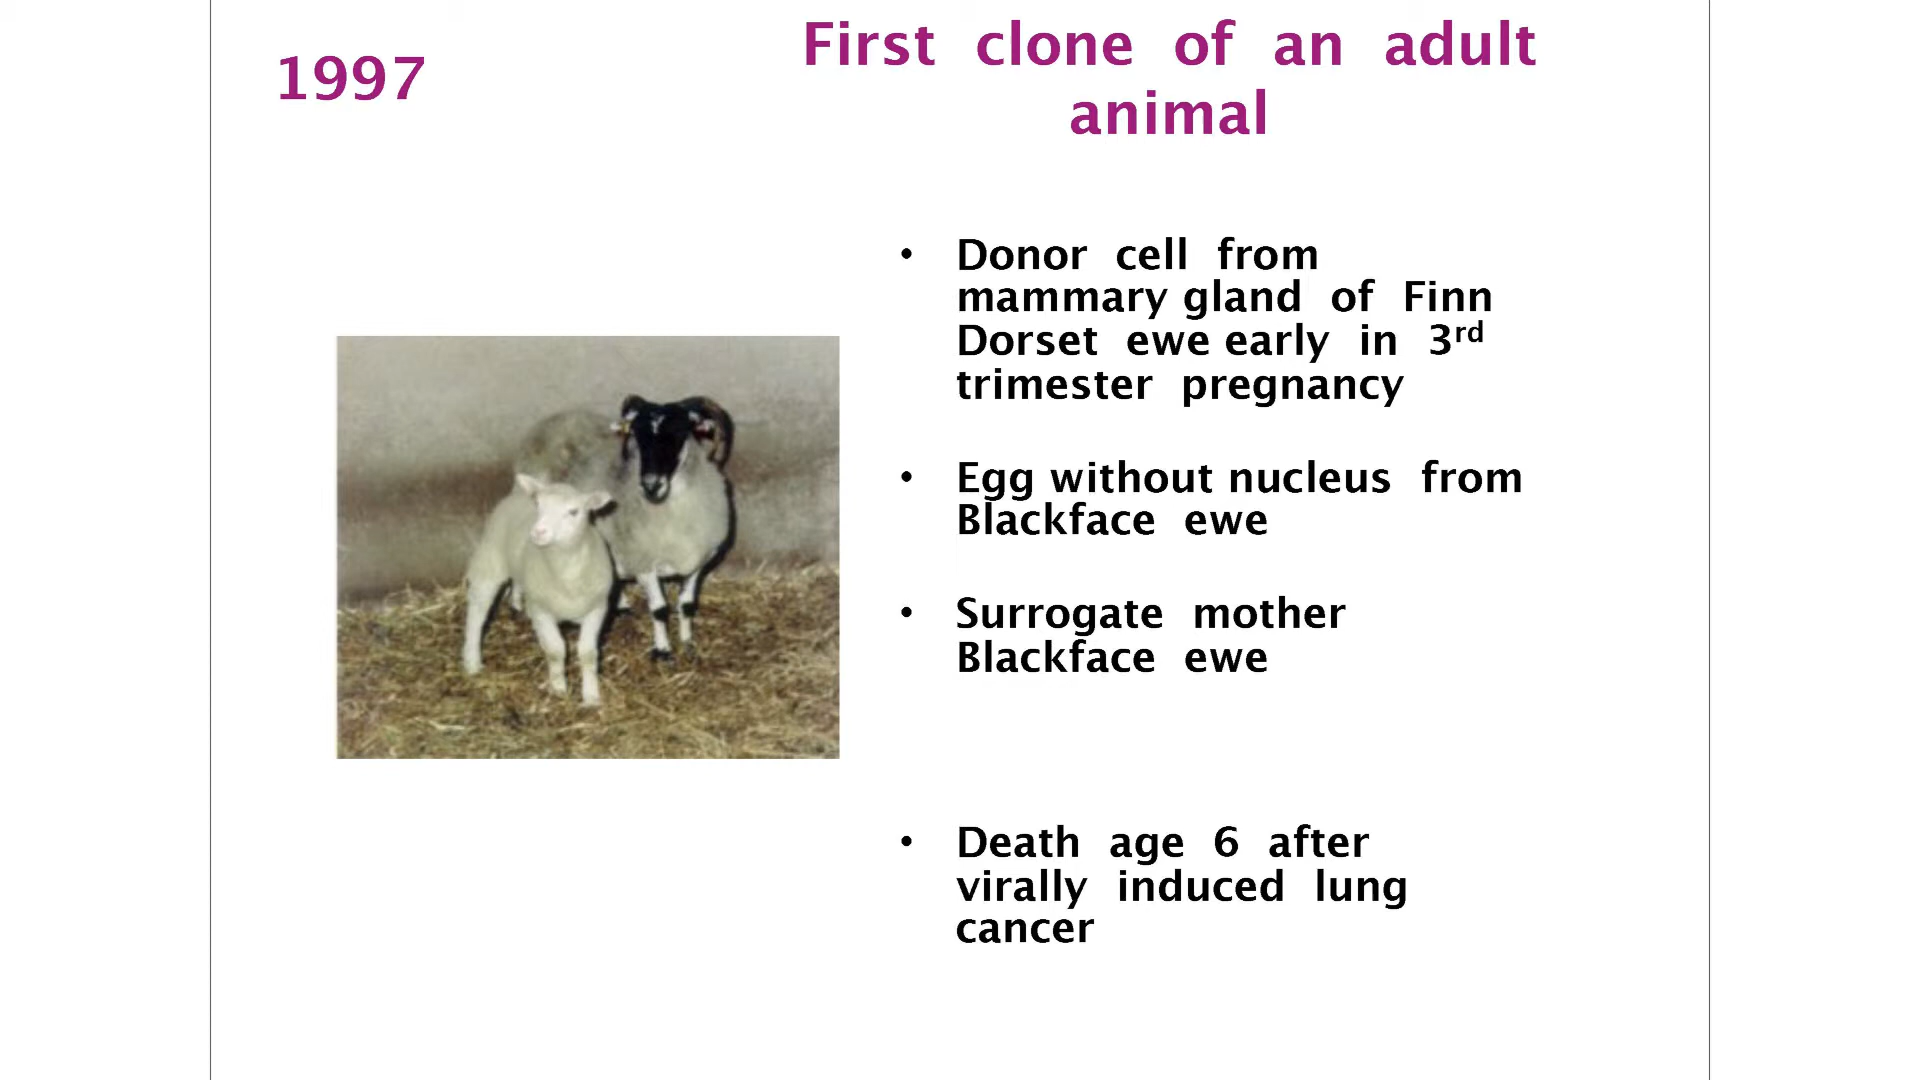 1997
First clone of an adult
animal
• Donor cell from
mammary gland of Finn
Dorset ewe early in 3rd
trimester pregnancy
• Egg without nucleus from
Blackface ewe
• Surrogate mother
Blackface ewe
• Death age 6 after
virally induced lung
cancer